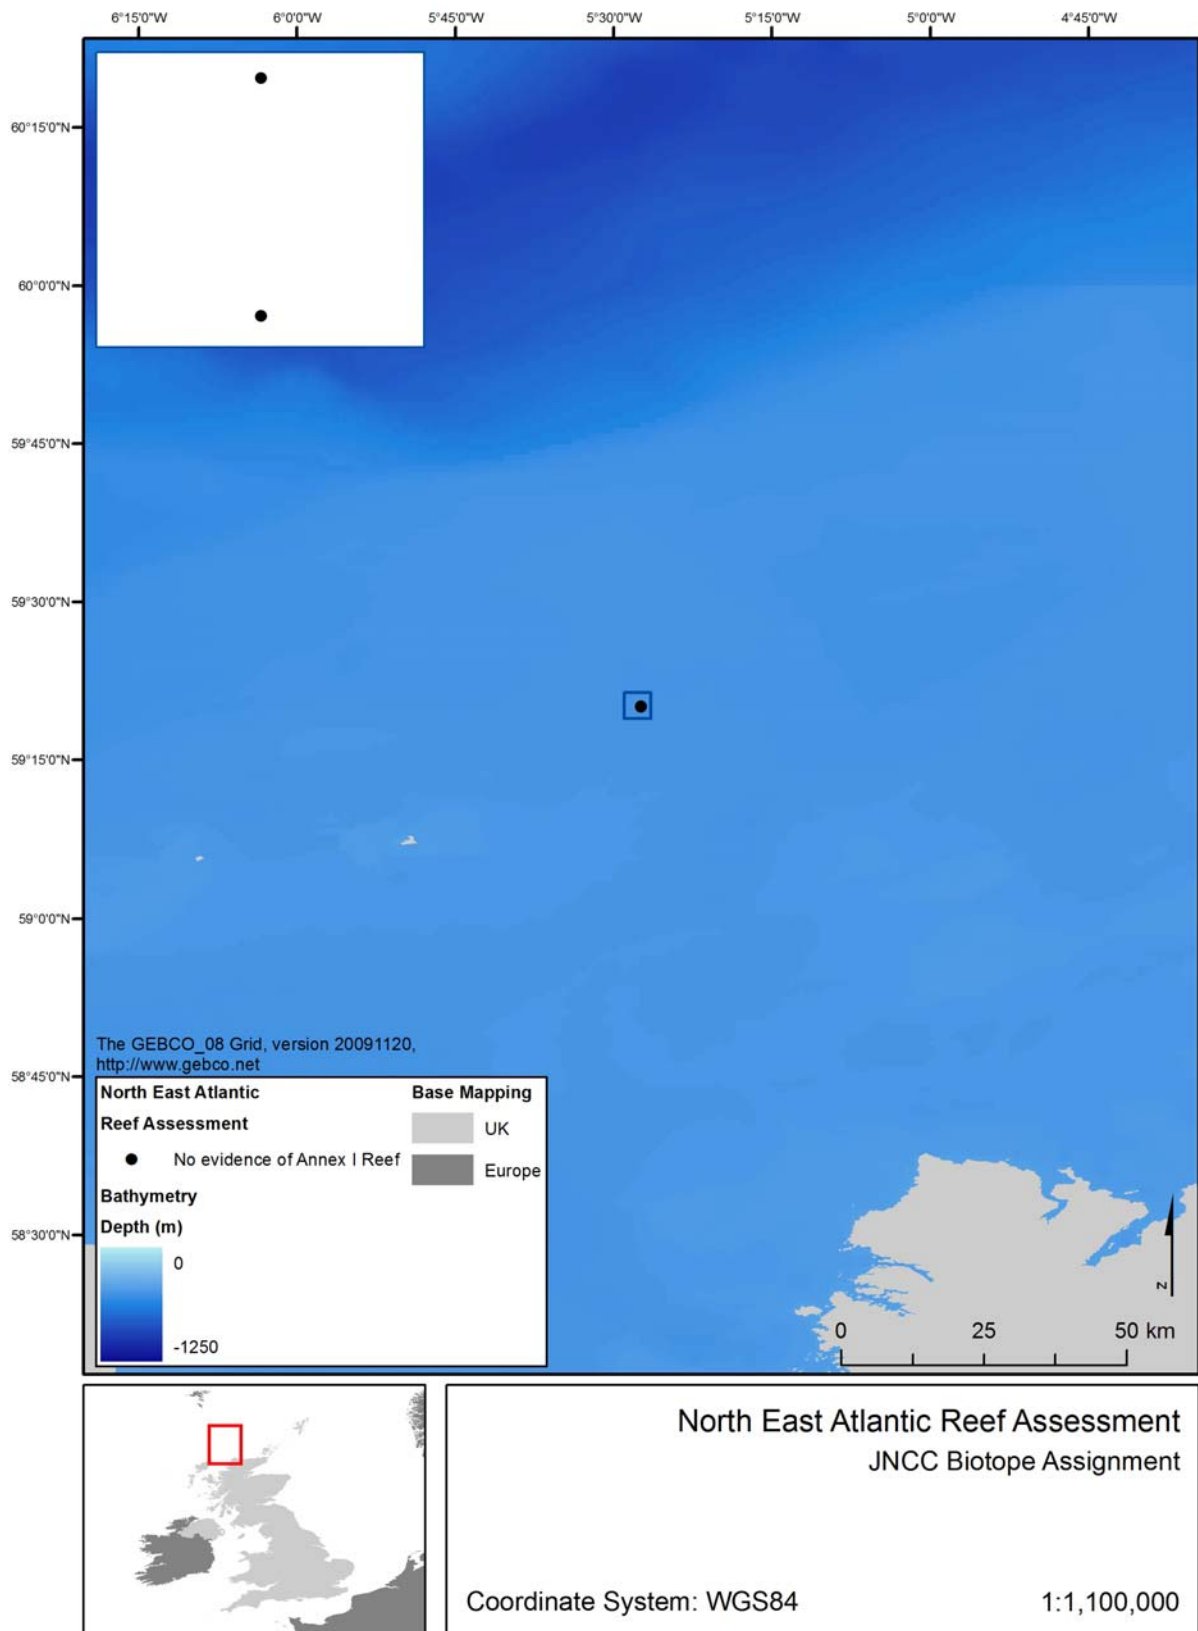 6°15'0"W 6°0'0"W 5°45'0"W 5°30'0"W 5°15'0"W 5°0'0"W 4°45'0"W
60°15'0"N
60°0'0"N
59°45'0"N
59°30'0"N
59°15'0"N
59°0'0"N
58°45'0"N
58°30'0"N
The GEBCO_08 Grid, version 20091120,
http://www.gebco.net
North East Atlantic
Reef Assessment
No evidence of Annex I Reef
Bathymetry
Depth (m)
0
-1250
Base Mapping
UK
Europe
N
0 25 50 km
North East Atlantic Reef Assessment
JNCC Biotope Assignment
Coordinate System: WGS84 1:1,100,000